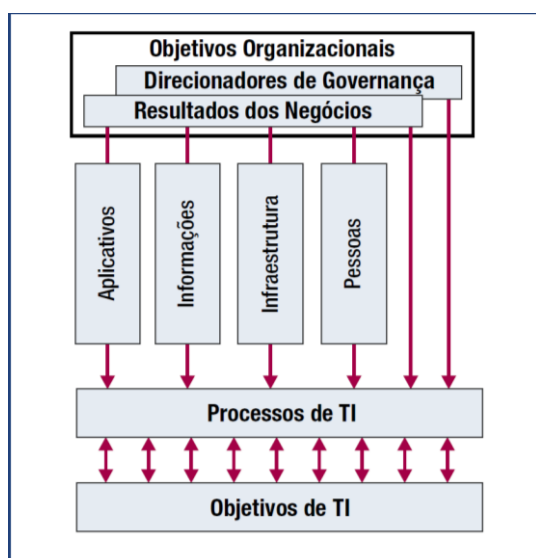 Objetivos Organizacionais
Direcionadores de Governança
Resultados dos Negócios
Aplicativos
Informações
Infraestrutura
Pessoas
Processos de TI
Objetivos de TI